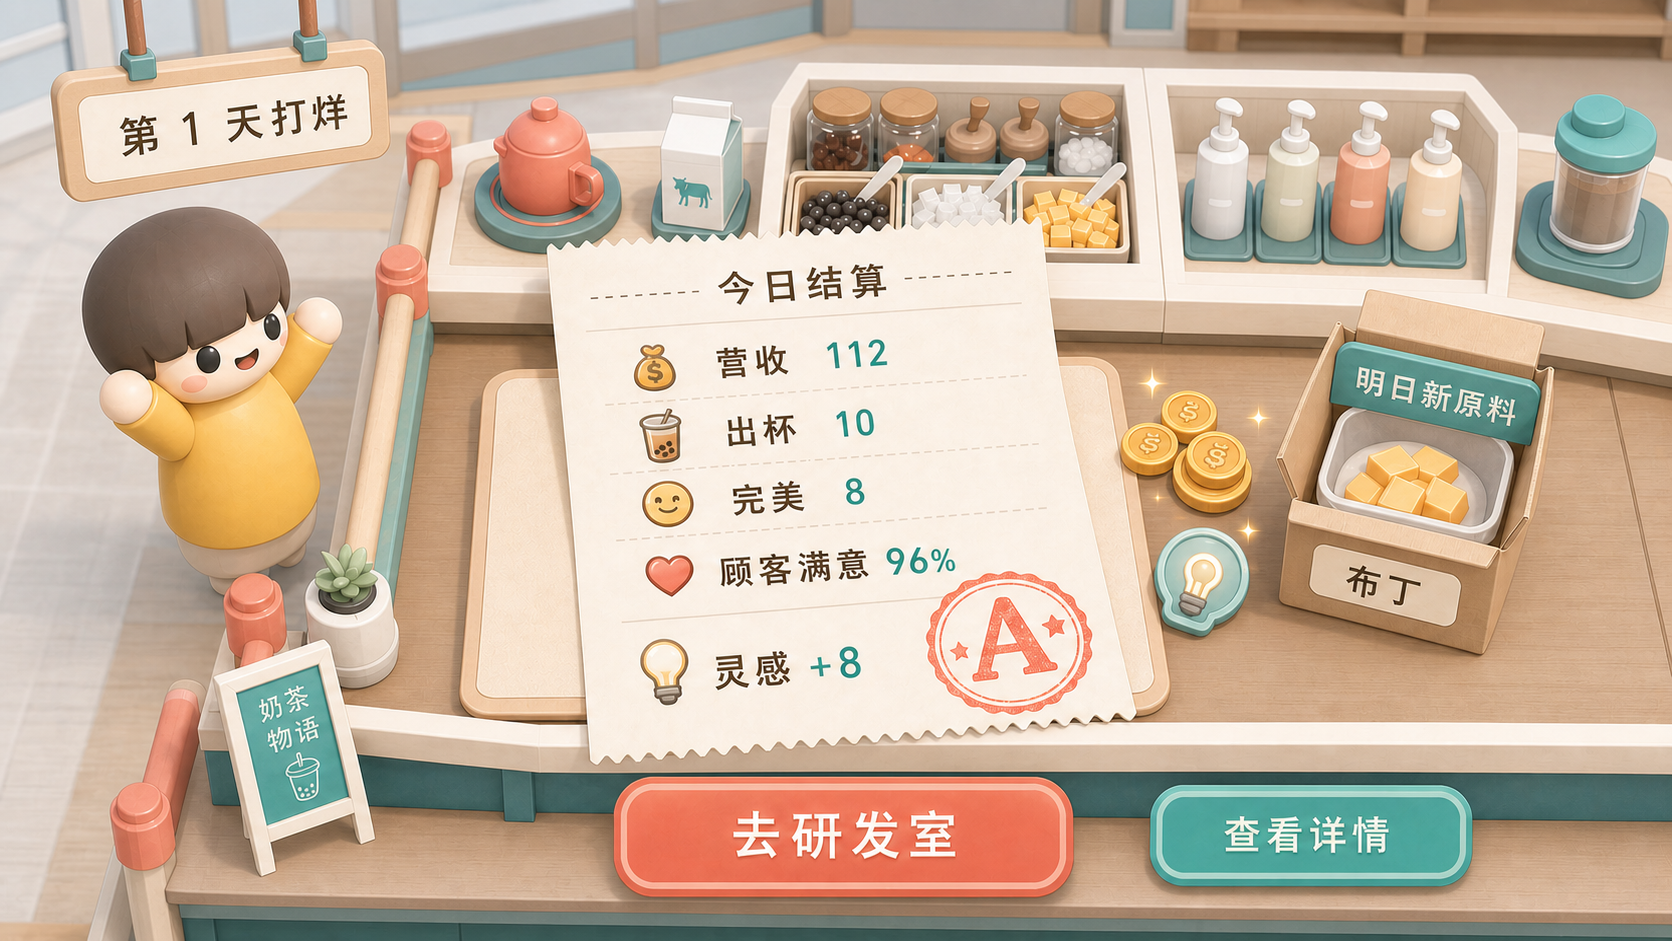 第 1 天打烊
今日结算
营收 112
出杯 10
完美 8
顾客满意 96%
灵感 +8
A
明日新原料
布丁
奶茶
物语
去研发室
查看详情